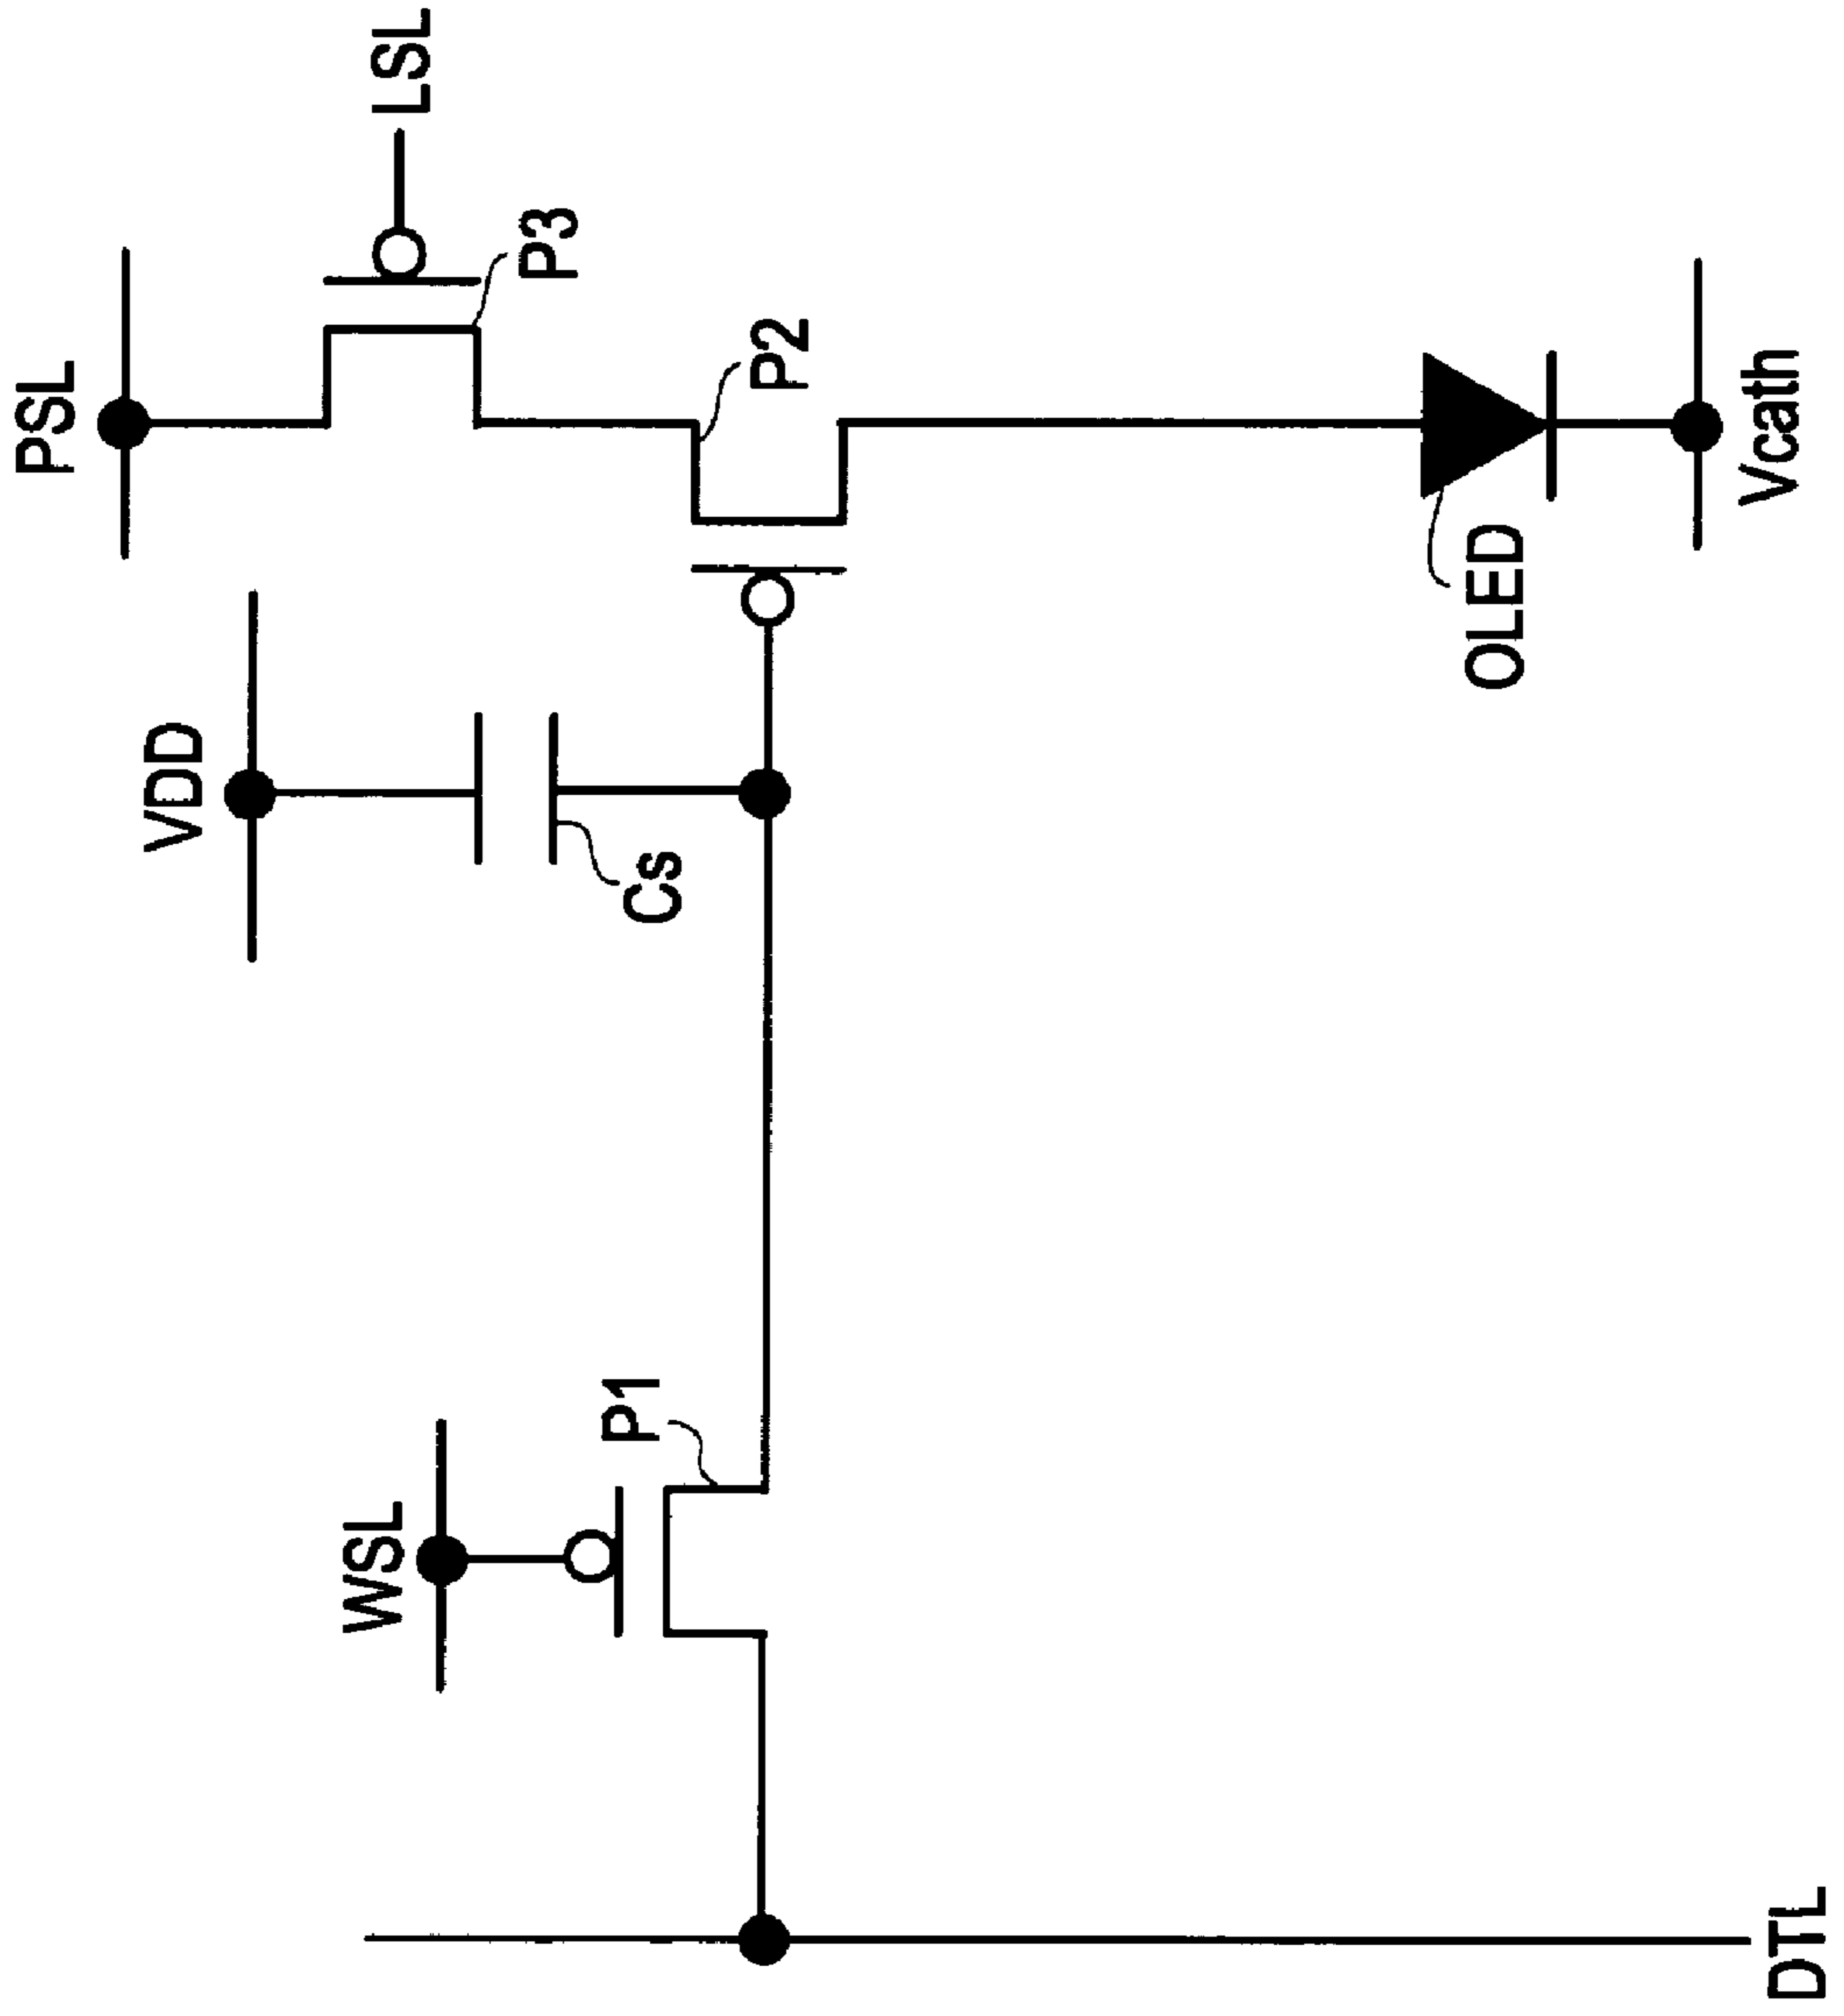 PSL
LSL
VDD
P3
WSL
P2
Cs
P1
OLED
DTL
Vcath